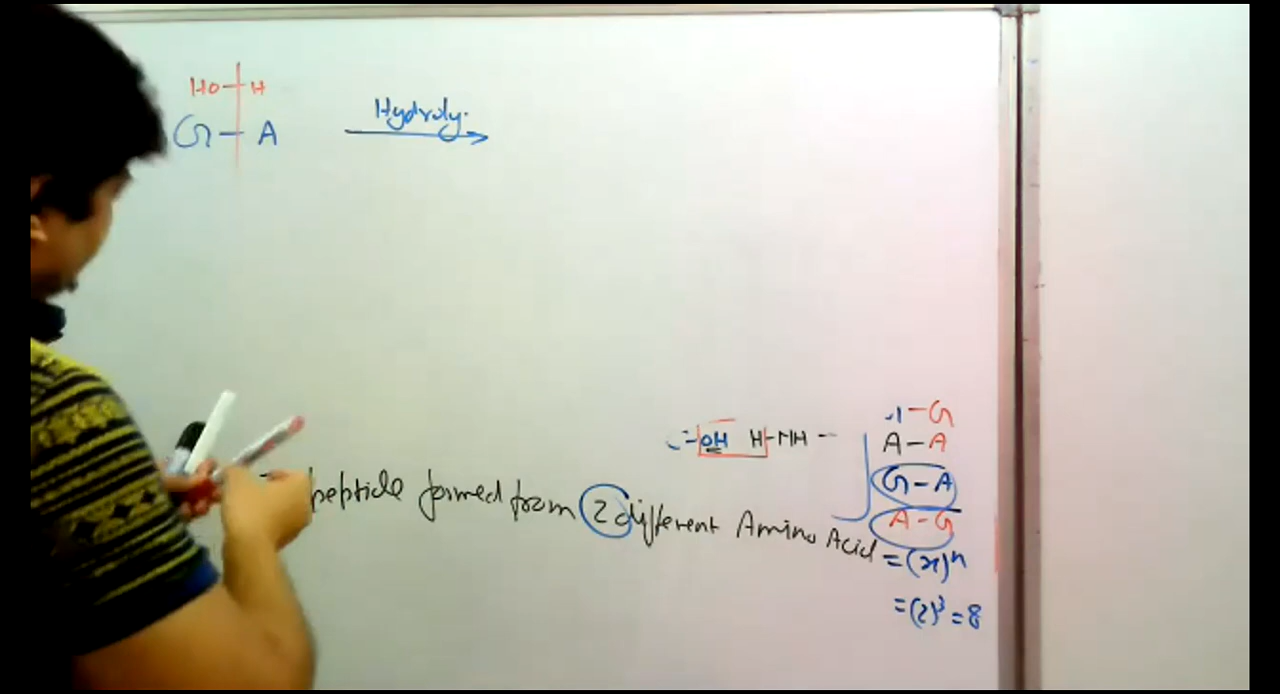 HO-H
G-A
Hydroly.
-G
C-OH H-NH-
A-A
G-A
A-G
peptide formed from 2 different Amino Acid = (x)^n
= (2)^3 = 8